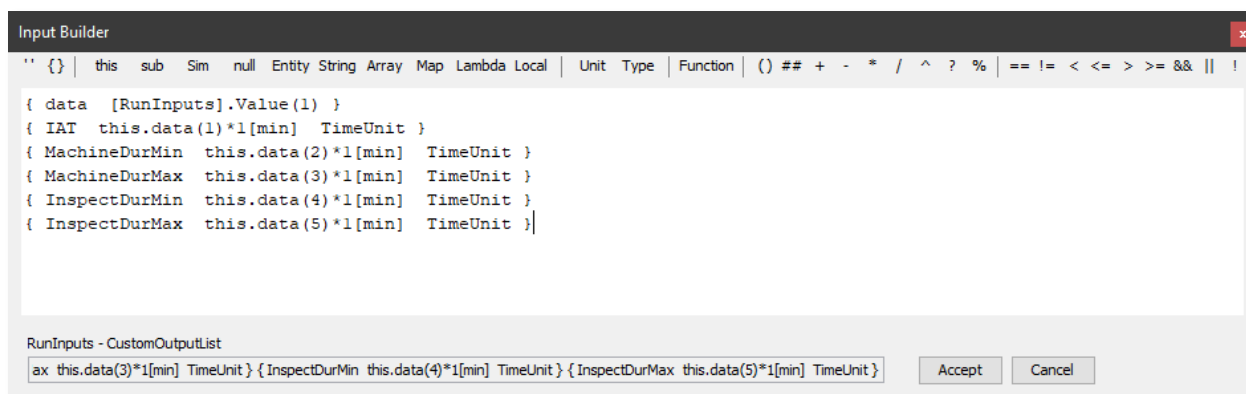 Input Builder
x
'' {} | this sub Sim null Entity String Array Map Lambda Local | Unit Type | Function | () ## + - * / ^ ? % | == != < <= > >= && || !
{ data [RunInputs].Value(1) }
{ IAT this.data(1)*1[min] TimeUnit }
{ MachineDurMin this.data(2)*1[min] TimeUnit }
{ MachineDurMax this.data(3)*1[min] TimeUnit }
{ InspectDurMin this.data(4)*1[min] TimeUnit }
{ InspectDurMax this.data(5)*1[min] TimeUnit }
RunInputs - CustomOutputList
ax this.data(3)*1[min] TimeUnit } { InspectDurMin this.data(4)*1[min] TimeUnit } { InspectDurMax this.data(5)*1[min] TimeUnit }
Accept Cancel